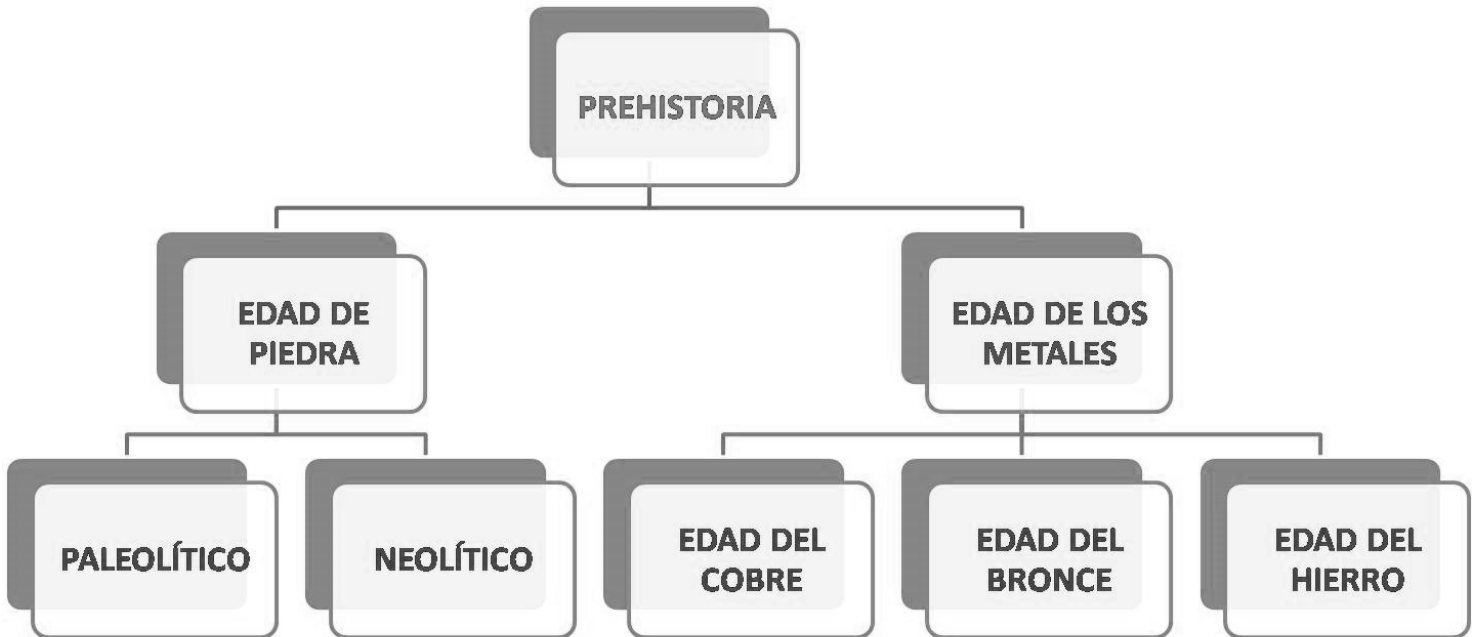 PREHISTORIA
EDAD DE
PIEDRA
EDAD DE LOS
METALES
PALEOLÍTICO
NEOLÍTICO
EDAD DEL
COBRE
EDAD DEL
BRONCE
EDAD DEL
HIERRO